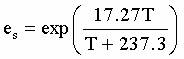 e_s = exp(17.27T / (T + 237.3))